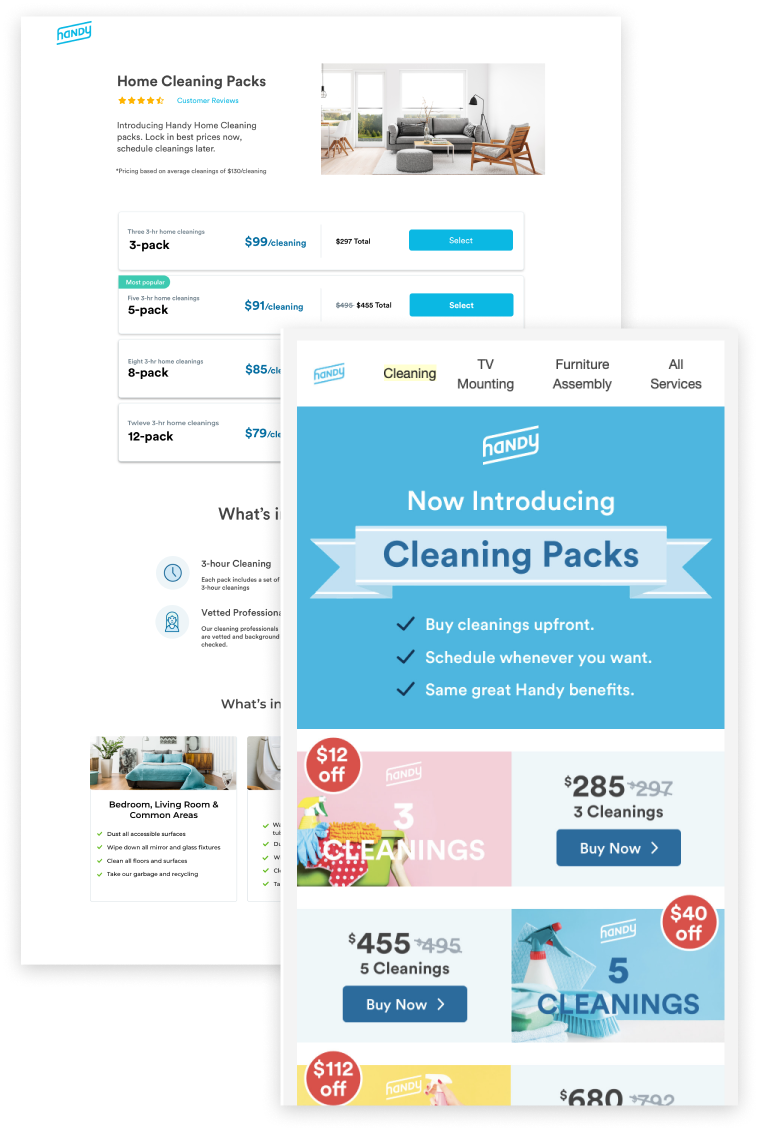 HANDY
Home Cleaning Packs
Customer Reviews
Introducing Handy Home Cleaning
packs. Lock in best prices now,
schedule cleanings later.
*Pricing based on average cleanings of $130/cleaning
Three 3-hr home cleanings
3-pack
$99/cleaning
$297 Total
Select
Most popular
Five 3-hr home cleanings
5-pack
$91/cleaning
$495 $455 Total
Select
Eight 3-hr home cleanings
8-pack
$85/cle
Twleve 3-hr home cleanings
12-pack
$79/cle
What's i
3-hour Cleaning
Each pack includes a set of
3-hour cleanings
Vetted Professiona
Our cleaning professionals
are vetted and background
checked.
What's in
Bedroom, Living Room &
Common Areas
Dust all accessible surfaces
Wipe down all mirror and glass fixtures
Clean all floors and surfaces
Take our garbage and recycling
Wa
tul
Du
W
Cle
Ta
HANDY
Cleaning
TV
Mounting
Furniture
Assembly
All
Services
HANDY
Now Introducing
Cleaning Packs
Buy cleanings upfront.
Schedule whenever you want.
Same great Handy benefits.
$12
off
HANDY
3
CLEANINGS
$285 $297
3 Cleanings
Buy Now
$455 $495
5 Cleanings
Buy Now
$40
off
HANDY
5
CLEANINGS
$112
off
HANDY
$680 $792